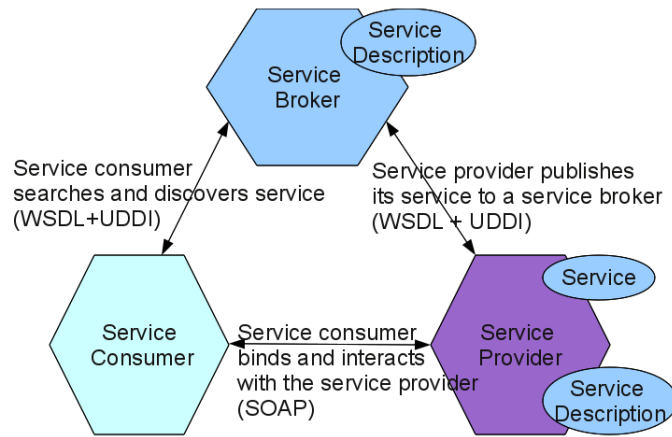 Service
Description
Service
Broker
Service consumer
searches and discovers service
(WSDL+UDDI)
Service provider publishes
its service to a service broker
(WSDL + UDDI)
Service
Service
Consumer
Service consumer
binds and interacts
with the service provider
(SOAP)
Service
Provider
Service
Description